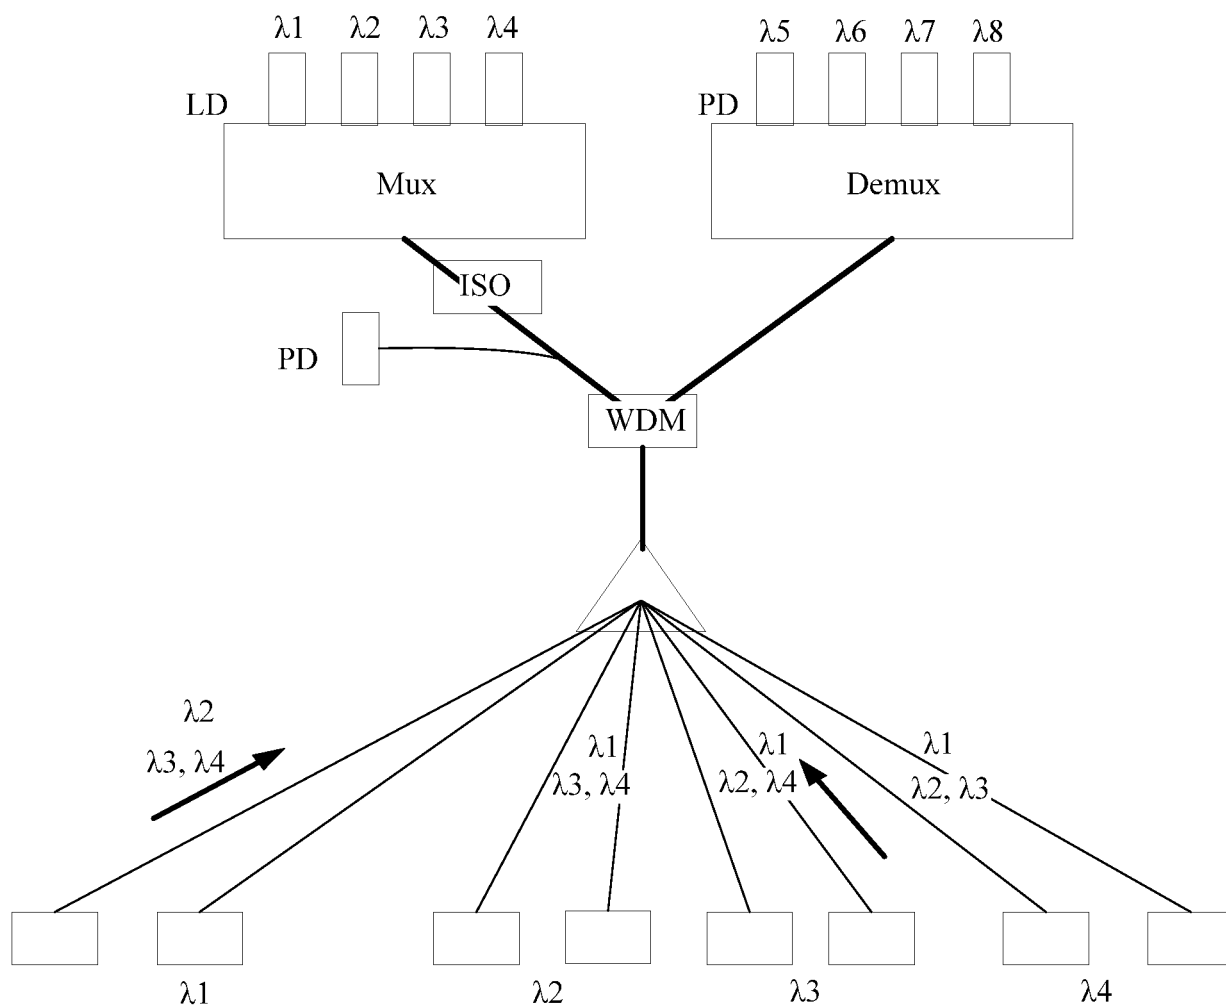 λ1 λ2 λ3 λ4 λ5 λ6 λ7 λ8
LD PD
Mux Demux
ISO
PD
WDM
λ2
λ3, λ4
λ1
λ3, λ4
λ1
λ2, λ4
λ1
λ2, λ3
λ1 λ2 λ3 λ4